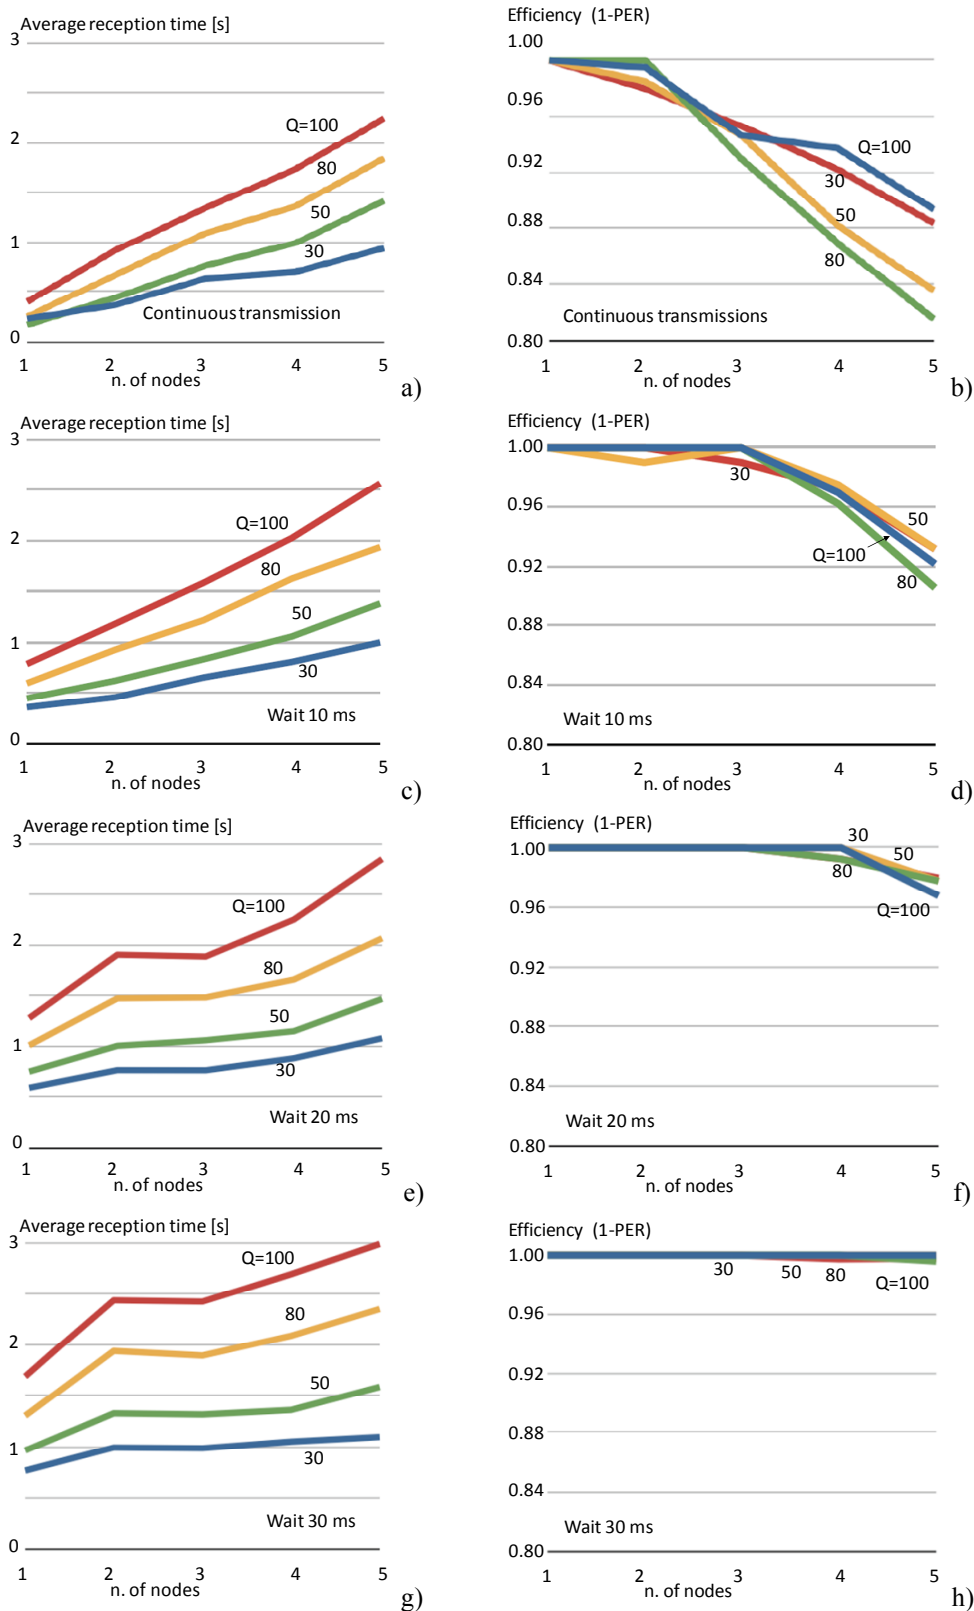 Average reception time [s]
3
2
1
0
Q=100
80
50
30
Continuous transmission
1 2 3 4 5
n. of nodes
a)
Efficiency (1-PER)
1.00
0.96
0.92
0.88
0.84
0.80
Q=100
30
50
80
Continuous transmissions
1 2 3 4 5
n. of nodes
b)
Average reception time [s]
3
2
1
0
Q=100
80
50
30
Wait 10 ms
1 2 3 4 5
n. of nodes
c)
Efficiency (1-PER)
1.00
0.96
0.92
0.88
0.84
0.80
30
50
Q=100
80
Wait 10 ms
1 2 3 4 5
n. of nodes
d)
Average reception time [s]
3
2
1
0
Q=100
80
50
30
Wait 20 ms
1 2 3 4 5
n. of nodes
e)
Efficiency (1-PER)
1.00
0.96
0.92
0.88
0.84
0.80
30
50
80
Q=100
Wait 20 ms
1 2 3 4 5
n. of nodes
f)
Average reception time [s]
3
2
1
0
Q=100
80
50
30
Wait 30 ms
1 2 3 4 5
n. of nodes
g)
Efficiency (1-PER)
1.00
0.96
0.92
0.88
0.84
0.80
30 50 80 Q=100
Wait 30 ms
1 2 3 4 5
n. of nodes
h)